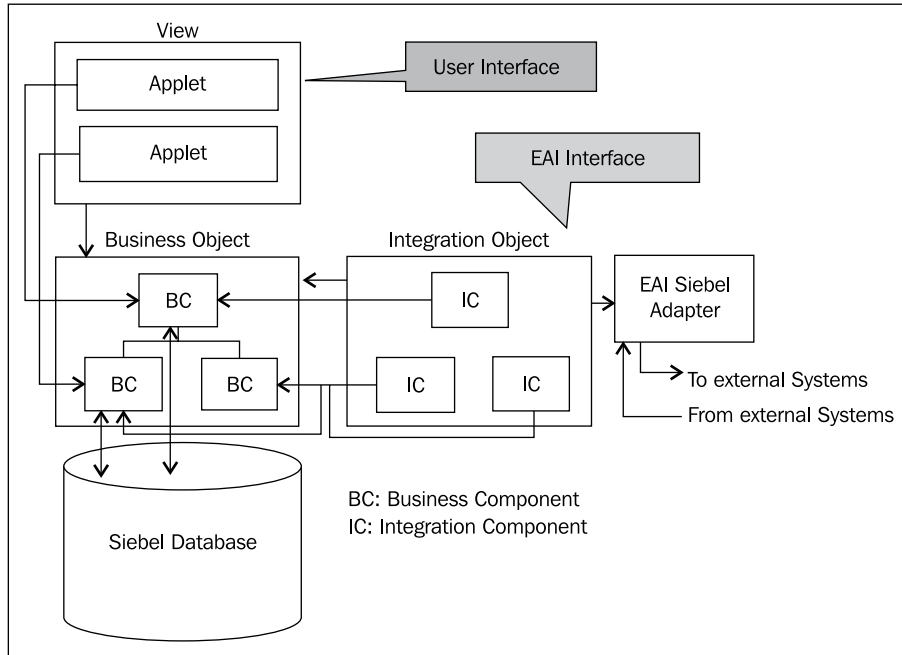 View
Applet
User Interface
Applet
EAI Interface
Business Object
Integration Object
BC
IC
EAI Siebel
Adapter
BC
BC
IC
IC
To external Systems
From external Systems
BC: Business Component
IC: Integration Component
Siebel Database